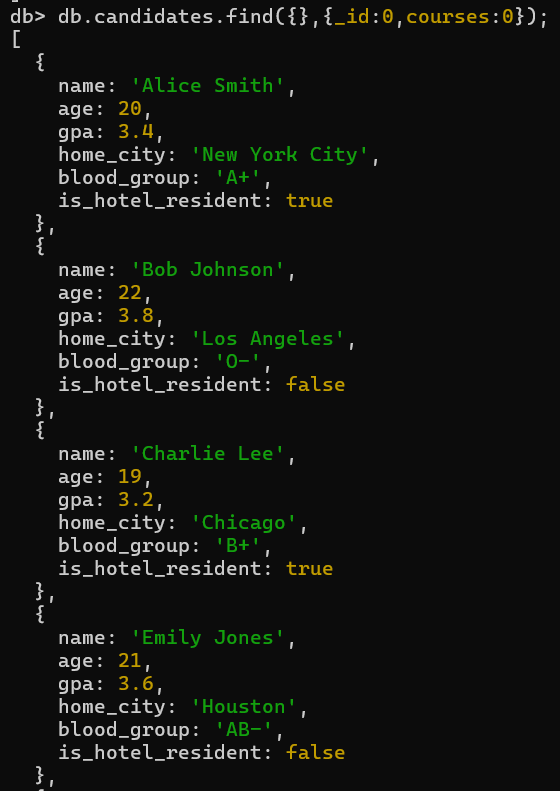 db> db.candidates.find({},{_id:0,courses:0});
[
  {
    name: 'Alice Smith',
    age: 20,
    gpa: 3.4,
    home_city: 'New York City',
    blood_group: 'A+',
    is_hotel_resident: true
  },
  {
    name: 'Bob Johnson',
    age: 22,
    gpa: 3.8,
    home_city: 'Los Angeles',
    blood_group: 'O-',
    is_hotel_resident: false
  },
  {
    name: 'Charlie Lee',
    age: 19,
    gpa: 3.2,
    home_city: 'Chicago',
    blood_group: 'B+',
    is_hotel_resident: true
  },
  {
    name: 'Emily Jones',
    age: 21,
    gpa: 3.6,
    home_city: 'Houston',
    blood_group: 'AB-',
    is_hotel_resident: false
  },
  {